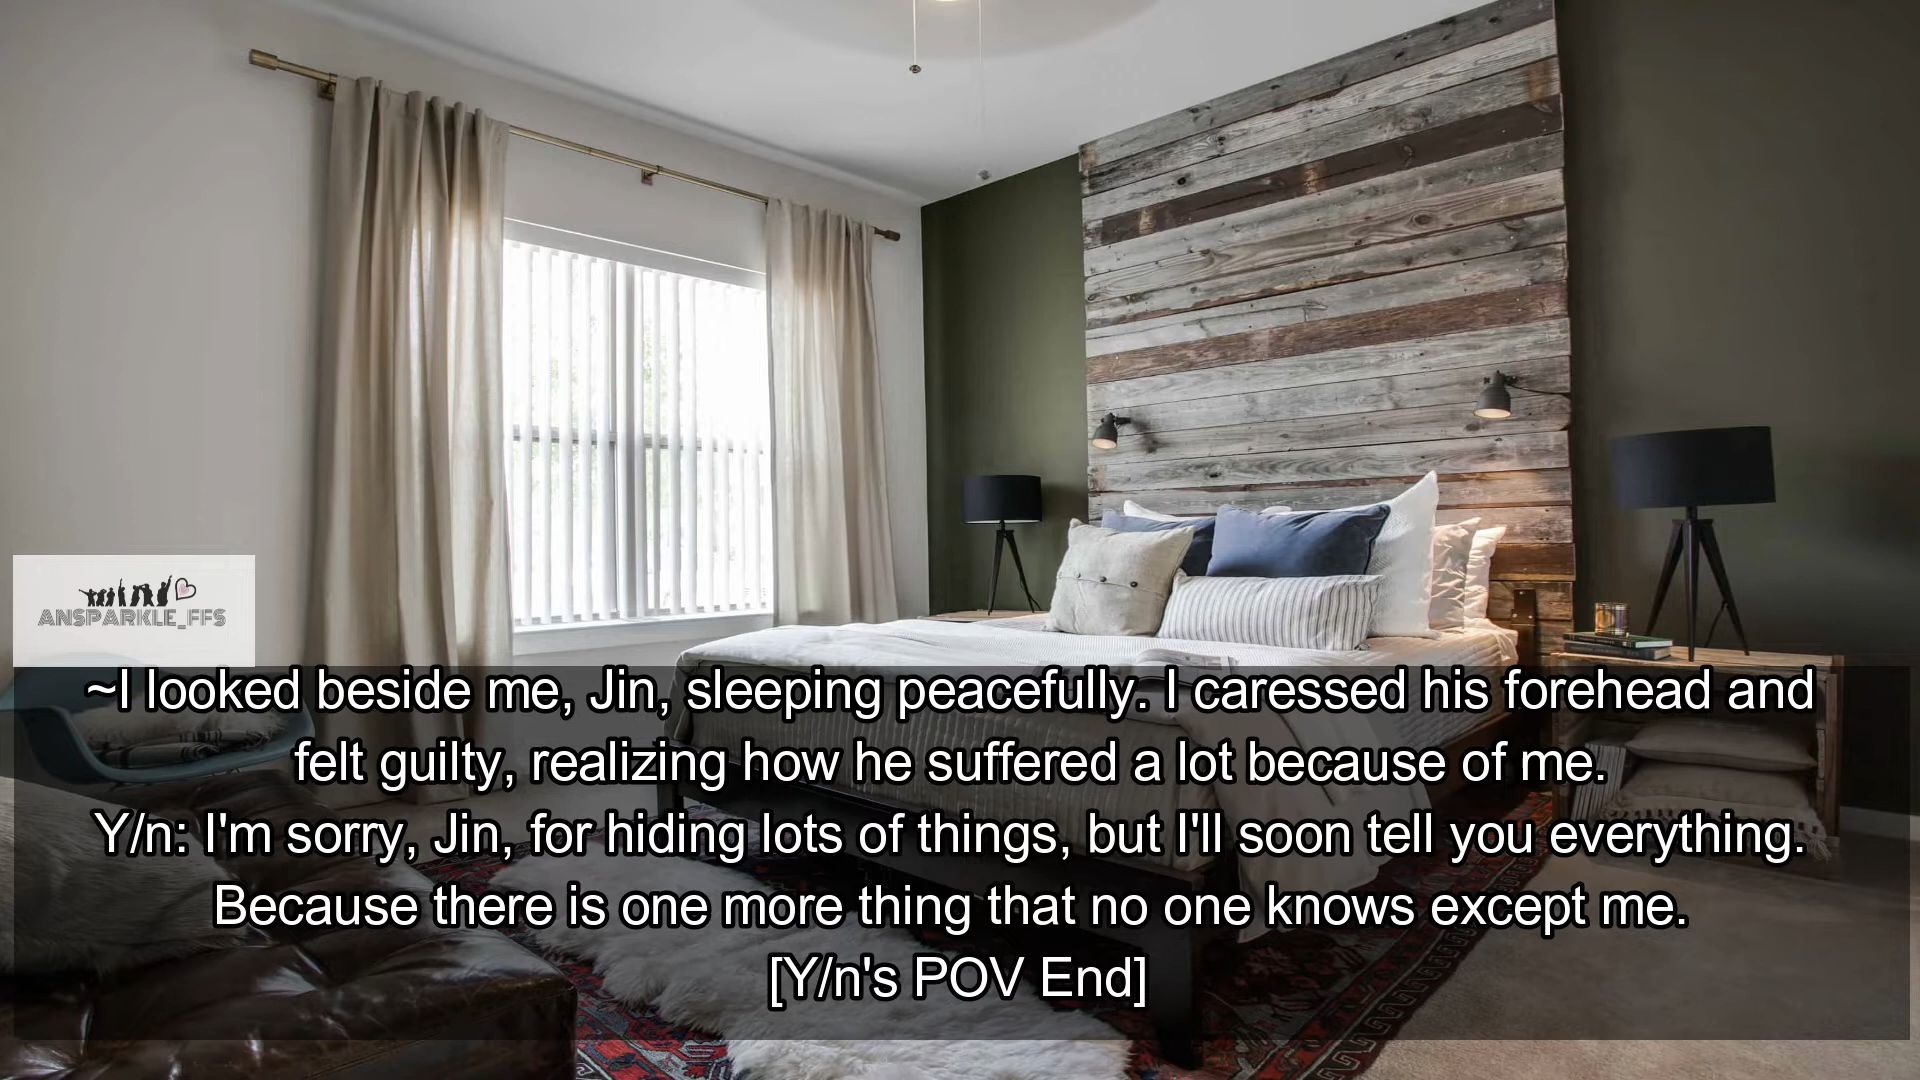 ANSPARKLE_FFS
~I looked beside me, Jin, sleeping peacefully. I caressed his forehead and
felt guilty, realizing how he suffered a lot because of me.
Y/n: I'm sorry, Jin, for hiding lots of things, but I'll soon tell you everything.
Because there is one more thing that no one knows except me.
[Y/n's POV End]